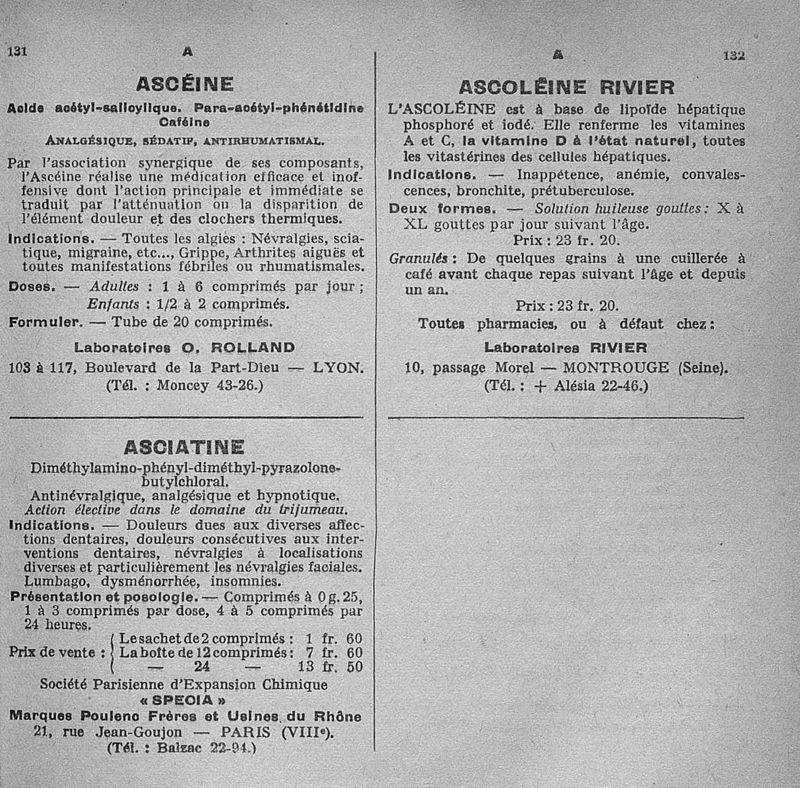 131 A
ASCÉINE
Acide acétyl-salicylique. Para-acétyl-phénétidine
Caféine
ANALGÉSIQUE, SÉDATIF, ANTIRHUMATISMAL.
Par l'association synergique de ses composants,
l'Ascéine réalise une médication efficace et inof-
fensive dont l'action principale et immédiate se
traduit par l'atténuation ou la disparition de
l'élément douleur et des clochers thermiques.
Indications. — Toutes les algies : Névralgies, scia-
tique, migraine, etc..., Grippe, Arthrites aiguës et
toutes manifestations fébriles ou rhumatismales.
Doses. — Adultes : 1 à 6 comprimés par jour ;
Enfants : 1/2 à 2 comprimés.
Formuler. — Tube de 20 comprimés.
Laboratoires O. ROLLAND
103 à 117, Boulevard de la Part-Dieu — LYON.
(Tél. : Moncey 43-26.)
ASCIATINE
Diméthylamino-phényl-diméthyl-pyrazolone-
butylchloral.
Antinévralgique, analgésique et hypnotique.
Action élective dans le domaine du trijumeau.
Indications. — Douleurs dues aux diverses affec-
tions dentaires, douleurs consécutives aux inter-
ventions dentaires, névralgies à localisations
diverses et particulièrement les névralgies faciales.
Lumbago, dysménorrhée, insomnies.
Présentation et posologie. — Comprimés à 0 g. 25,
1 à 3 comprimés par dose, 4 à 5 comprimés par
24 heures.
Le sachet de 2 comprimés : 1 fr. 60
Prix de vente : La boîte de 12 comprimés : 7 fr. 60
— 24 — 13 fr. 50
Société Parisienne d'Expansion Chimique
« SPECIA »
Marques Poulenc Frères et Usines du Rhône
21, rue Jean-Goujon — PARIS (VIIIe).
(Tél. : Balzac 22-94.)
A 132
ASCOLÉINE RIVIER
L'ASCOLÉINE est à base de lipoïde hépatique
phosphoré et iodé. Elle renferme les vitamines
A et C, la vitamine D à l'état naturel, toutes
les vitastérines des cellules hépatiques.
Indications. — Inappétence, anémie, convales-
cences, bronchite, prétuberculose.
Deux formes. — Solution huileuse gouttes : X à
XL gouttes par jour suivant l'âge.
Prix : 23 fr. 20.
Granulés : De quelques grains à une cuillerée à
café avant chaque repas suivant l'âge et depuis
un an.
Prix : 23 fr. 20.
Toutes pharmacies, ou à défaut chez :
Laboratoires RIVIER
10, passage Morel — MONTROUGE (Seine).
(Tél. : + Alésia 22-46.)